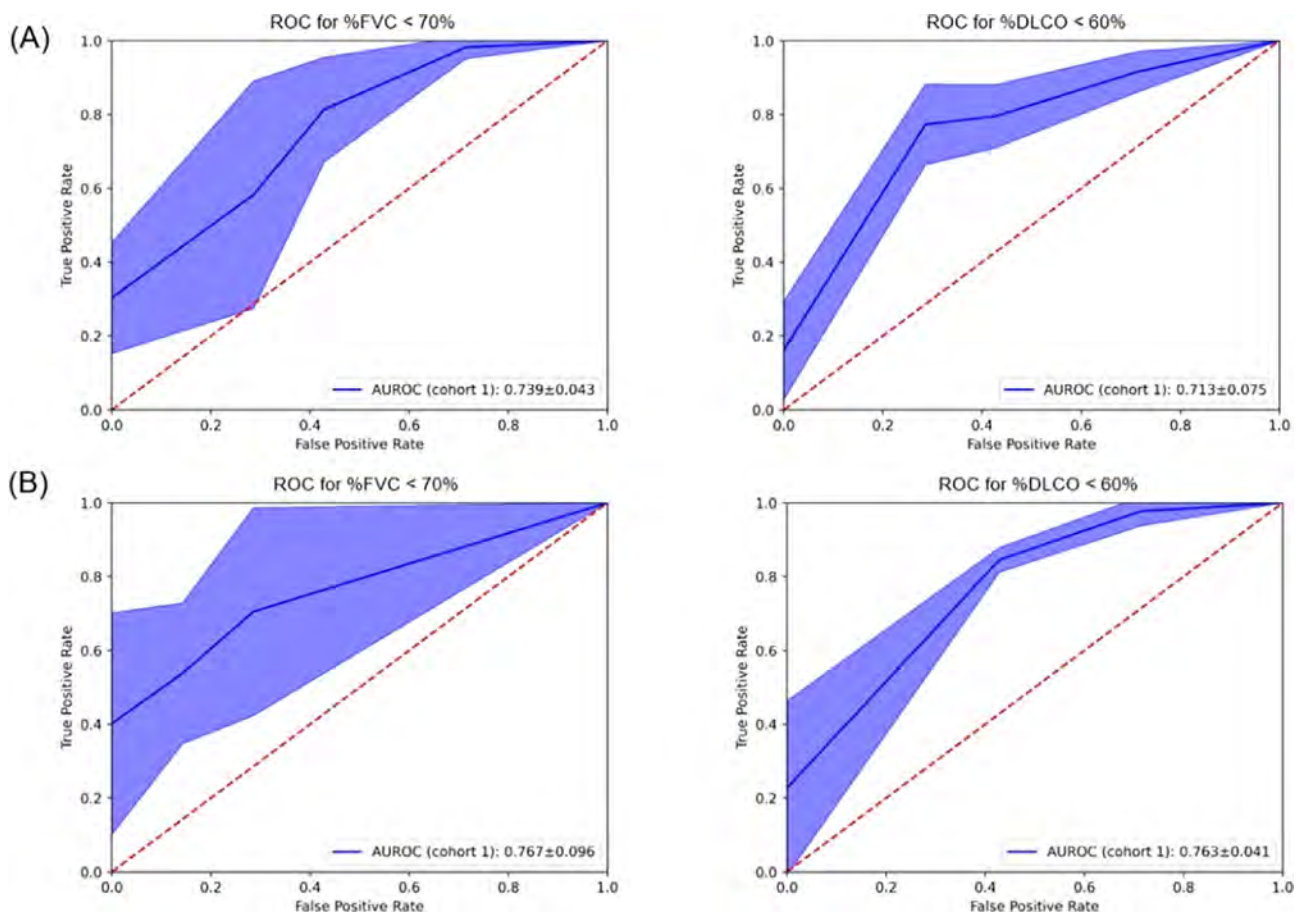 (A)
ROC for %FVC < 70%
1.0
0.8
0.6
0.4
0.2
0.0
True Positive Rate
AUROC (cohort 1): 0.739±0.043
0.0 0.2 0.4 0.6 0.8 1.0
False Positive Rate
ROC for %DLCO < 60%
1.0
0.8
0.6
0.4
0.2
0.0
True Positive Rate
AUROC (cohort 1): 0.713±0.075
0.0 0.2 0.4 0.6 0.8 1.0
False Positive Rate
(B)
ROC for %FVC < 70%
1.0
0.8
0.6
0.4
0.2
0.0
True Positive Rate
AUROC (cohort 1): 0.767±0.096
0.0 0.2 0.4 0.6 0.8 1.0
False Positive Rate
ROC for %DLCO < 60%
1.0
0.8
0.6
0.4
0.2
0.0
True Positive Rate
AUROC (cohort 1): 0.763±0.041
0.0 0.2 0.4 0.6 0.8 1.0
False Positive Rate